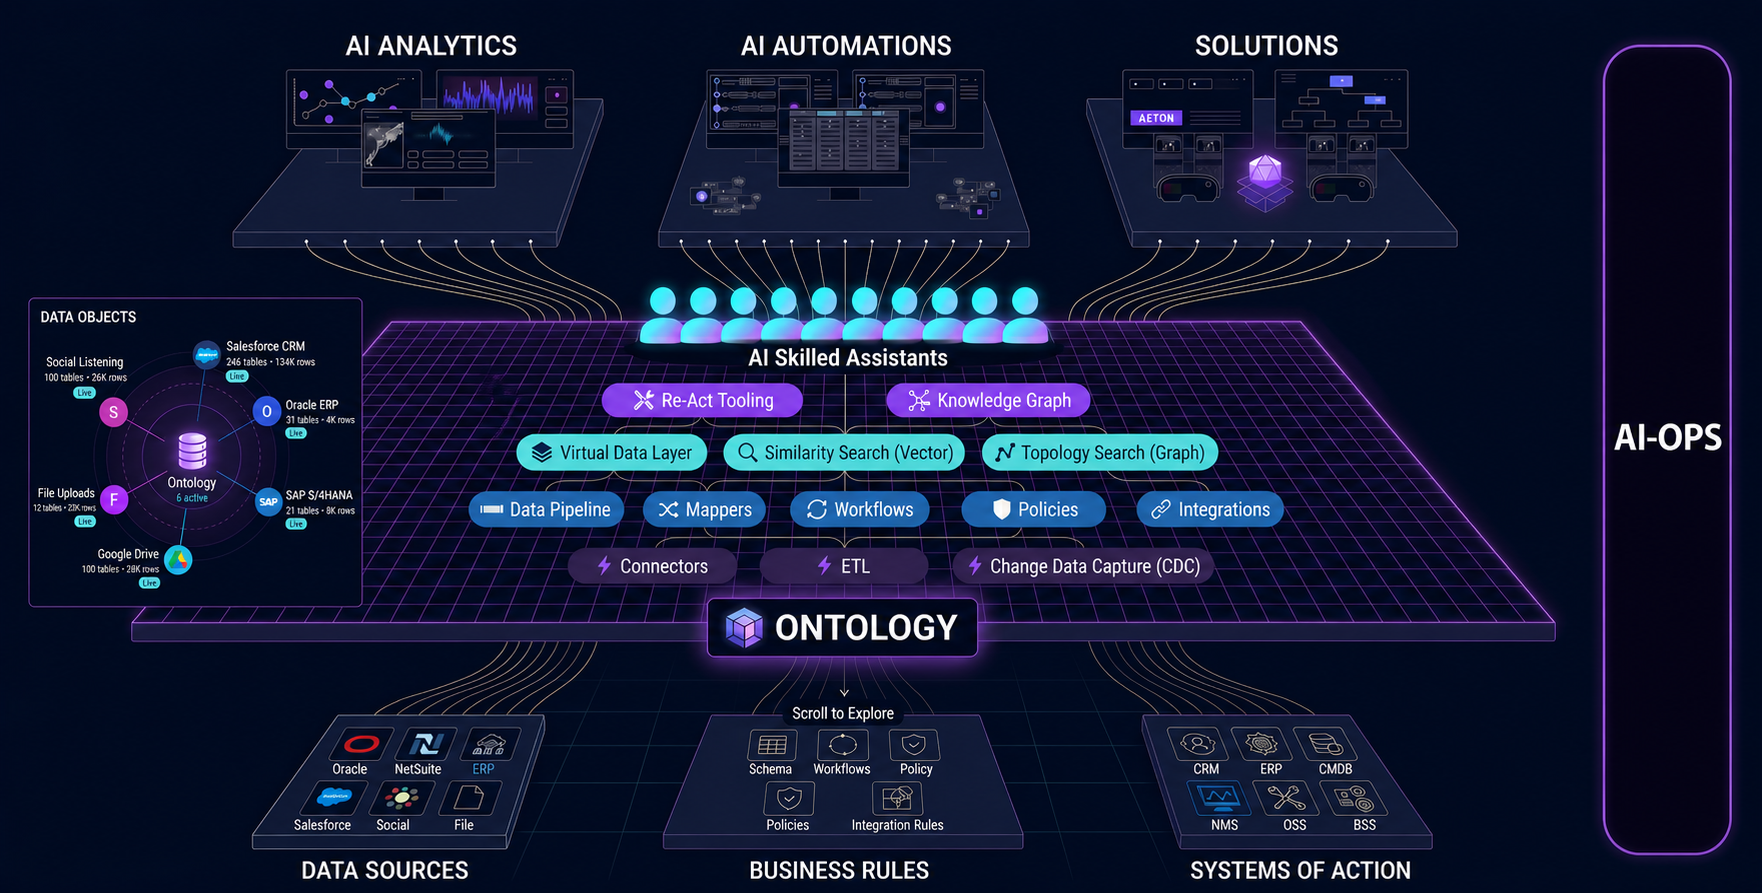 AI ANALYTICS
AI AUTOMATIONS
SOLUTIONS
AETON
DATA OBJECTS
Salesforce CRM
246 tables • 134K rows
Live
Social Listening
100 tables • 26K rows
Live
S
O
Oracle ERP
31 tables • 4K rows
Live
Ontology
6 active
File Uploads
12 tables • 23K rows
Live
F
SAP
SAP S/4HANA
21 tables • 8K rows
Live
Google Drive
100 tables • 28K rows
Live
AI Skilled Assistants
Re-Act Tooling
Knowledge Graph
Virtual Data Layer
Similarity Search (Vector)
Topology Search (Graph)
Data Pipeline
Mappers
Workflows
Policies
Integrations
Connectors
ETL
Change Data Capture (CDC)
ONTOLOGY
Scroll to Explore
Oracle
NetSuite
ERP
Salesforce
Social
File
DATA SOURCES
Schema
Workflows
Policy
Policies
Integration Rules
BUSINESS RULES
CRM
ERP
CMDB
NMS
OSS
BSS
SYSTEMS OF ACTION
AI-OPS